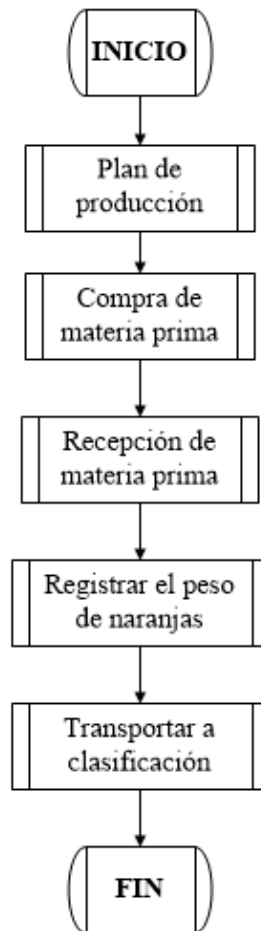 INICIO
Plan de
producción
Compra de
materia prima
Recepción de
materia prima
Registrar el peso
de naranjas
Transportar a
clasificación
FIN